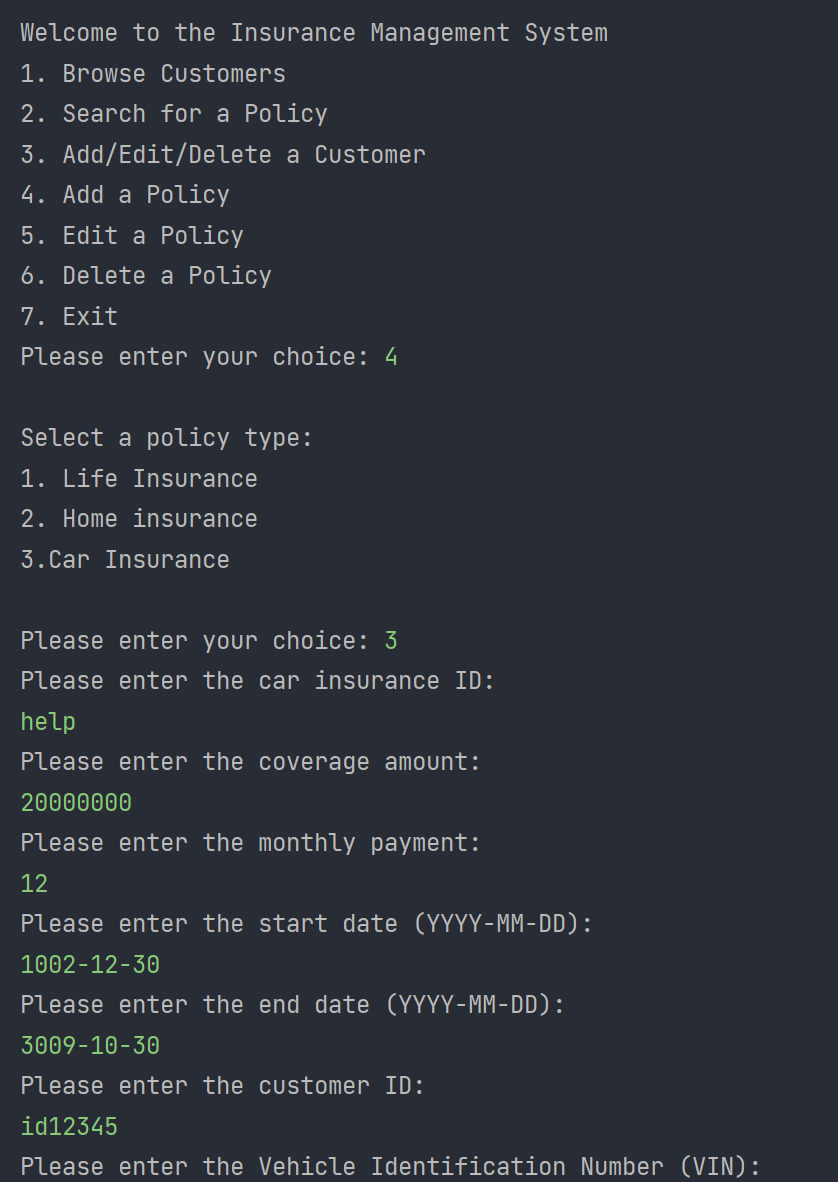 Welcome to the Insurance Management System
1. Browse Customers
2. Search for a Policy
3. Add/Edit/Delete a Customer
4. Add a Policy
5. Edit a Policy
6. Delete a Policy
7. Exit
Please enter your choice: 4
Select a policy type:
1. Life Insurance
2. Home insurance
3.Car Insurance
Please enter your choice: 3
Please enter the car insurance ID:
help
Please enter the coverage amount:
20000000
Please enter the monthly payment:
12
Please enter the start date (YYYY-MM-DD):
1002-12-30
Please enter the end date (YYYY-MM-DD):
3009-10-30
Please enter the customer ID:
id12345
Please enter the Vehicle Identification Number (VIN):